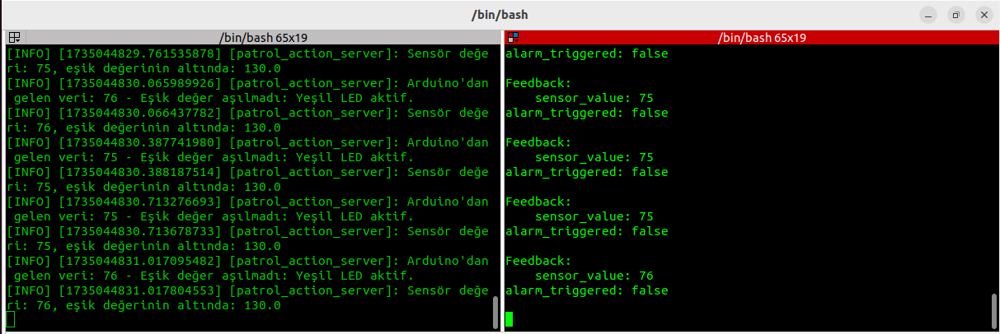 /bin/bash
/bin/bash 65x19
[INFO] [1735044829.761535878] [patrol_action_server]: Sensör değe
ri: 75, eşik değerinin altında: 130.0
[INFO] [1735044830.065989926] [patrol_action_server]: Arduino'dan
 gelen veri: 76 - Eşik değer aşılmadı: Yeşil LED aktif.
[INFO] [1735044830.066437782] [patrol_action_server]: Sensör değe
ri: 76, eşik değerinin altında: 130.0
[INFO] [1735044830.387741980] [patrol_action_server]: Arduino'dan
 gelen veri: 75 - Eşik değer aşılmadı: Yeşil LED aktif.
[INFO] [1735044830.388187514] [patrol_action_server]: Sensör değe
ri: 75, eşik değerinin altında: 130.0
[INFO] [1735044830.713276693] [patrol_action_server]: Arduino'dan
 gelen veri: 75 - Eşik değer aşılmadı: Yeşil LED aktif.
[INFO] [1735044830.713678733] [patrol_action_server]: Sensör değe
ri: 75, eşik değerinin altında: 130.0
[INFO] [1735044831.017095482] [patrol_action_server]: Arduino'dan
 gelen veri: 76 - Eşik değer aşılmadı: Yeşil LED aktif.
[INFO] [1735044831.017804553] [patrol_action_server]: Sensör değe
ri: 76, eşik değerinin altında: 130.0
/bin/bash 65x19
alarm_triggered: false
Feedback:
    sensor_value: 75
alarm_triggered: false
Feedback:
    sensor_value: 75
alarm_triggered: false
Feedback:
    sensor_value: 75
alarm_triggered: false
Feedback:
    sensor_value: 76
alarm_triggered: false